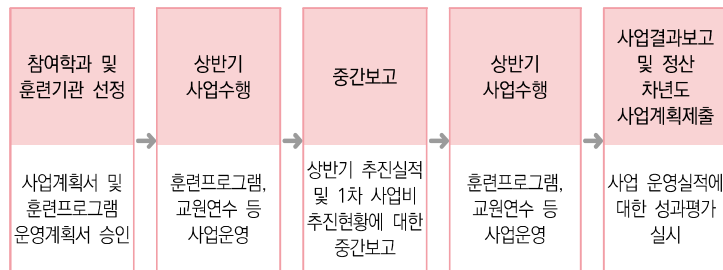 참여학과 및
훈련기관 선정
사업계획서 및
훈련프로그램
운영계획서 승인
상반기
사업수행
훈련프로그램,
교원연수 등
사업운영
중간보고
상반기 추진실적
및 1차 사업비
추진현황에 대한
중간보고
상반기
사업수행
훈련프로그램,
교원연수 등
사업운영
사업결과보고
및 정산
차년도
사업계획제출
사업 운영실적에
대한 성과평가
실시